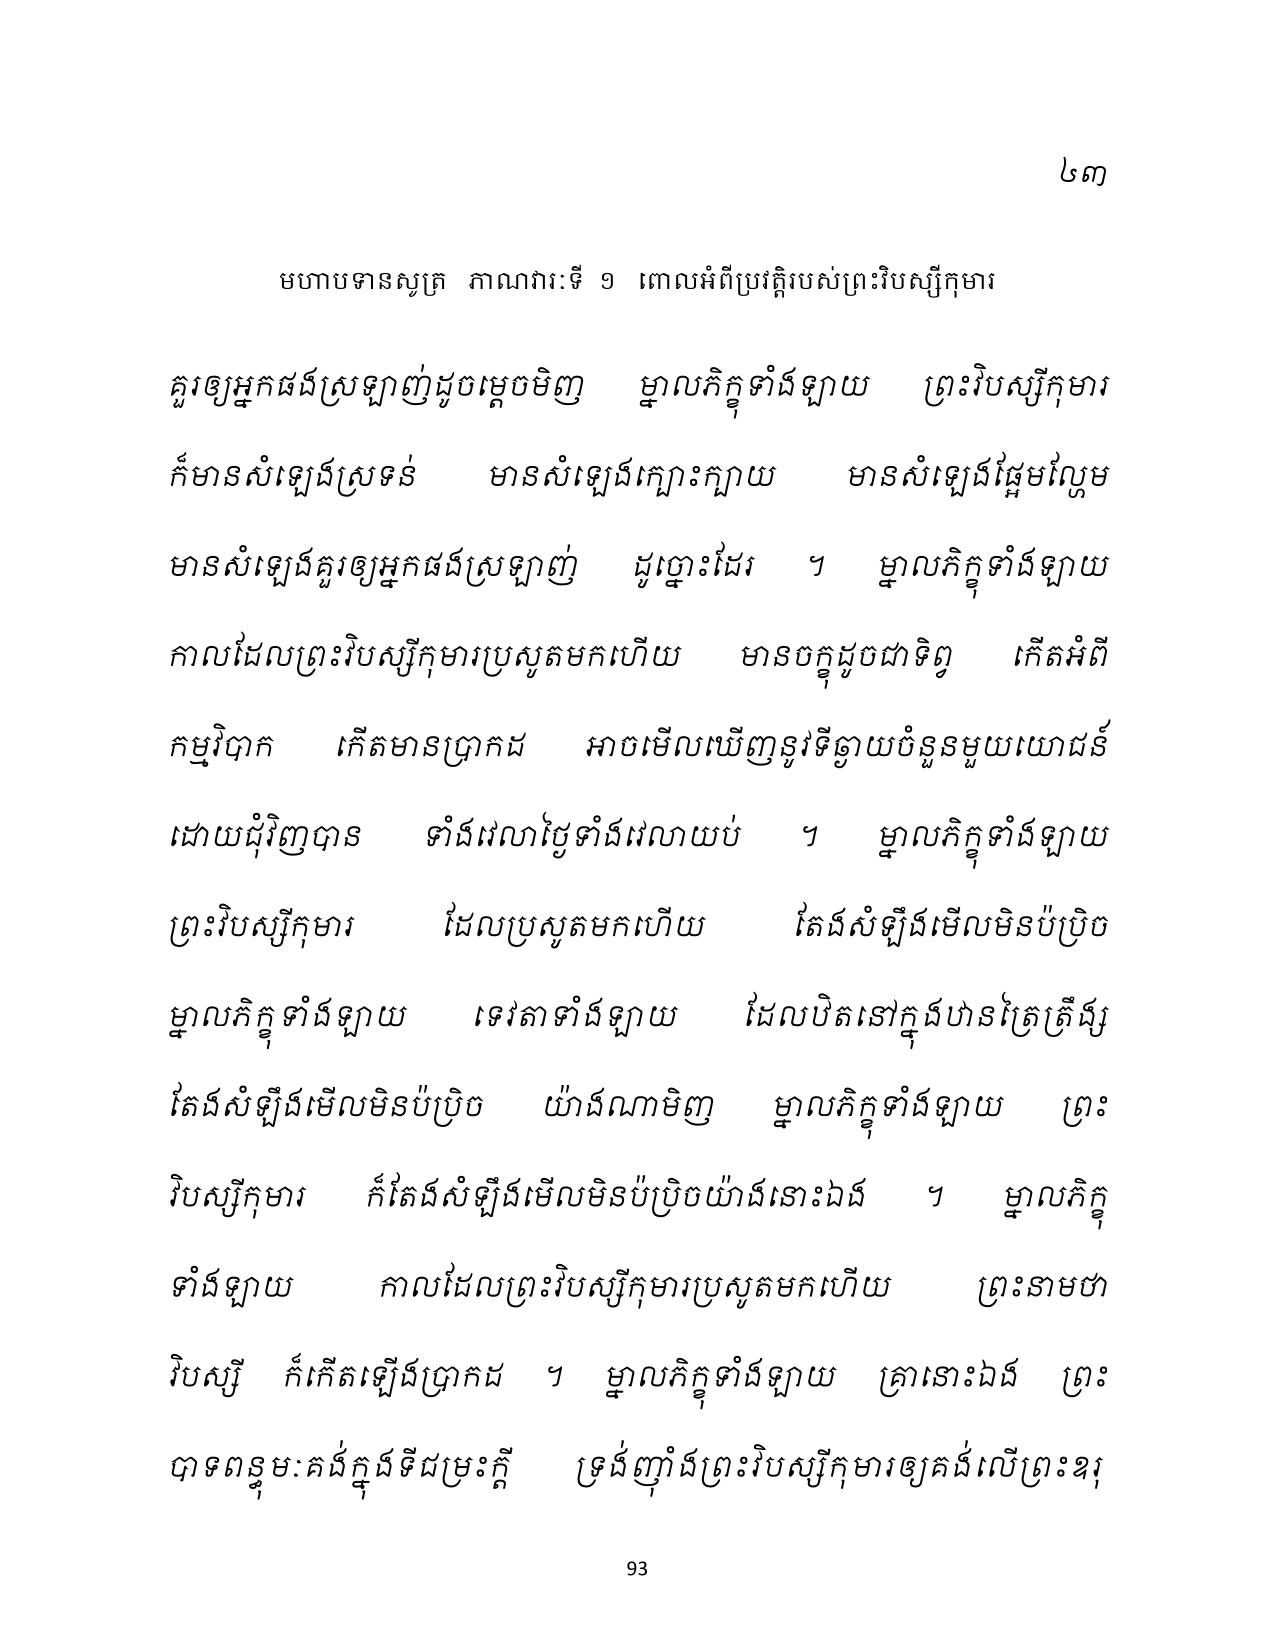 ៤៣
មហាបទានសូត្រ ភាណវារៈទី ១ ពោលអំពីប្រវត្តិរបស់ព្រះវិបស្សីកុមារ
គួរឲ្យអ្នកផងស្រឡាញ់ដូចម្តេចមិញ ម្នាលភិក្ខុទាំងឡាយ ព្រះវិបស្សីកុមារ
ក៏មានសំឡេងស្រទន់ មានសំឡេងក្បោះក្បាយ មានសំឡេងផ្អែមល្ហែម
មានសំឡេងគួរឲ្យអ្នកផងស្រឡាញ់ ដូច្នោះដែរ ។ ម្នាលភិក្ខុទាំងឡាយ
កាលដែលព្រះវិបស្សីកុមារប្រសូតមកហើយ មានចក្ខុដូចជាទិព្វ កើតអំពី
កម្មវិបាក កើតមានប្រាកដ អាចមើលឃើញនូវទីឆ្ងាយចំនួនមួយយោជន៍
ដោយជុំវិញបាន ទាំងវេលាថ្ងៃទាំងវេលាយប់ ។ ម្នាលភិក្ខុទាំងឡាយ
ព្រះវិបស្សីកុមារ ដែលប្រសូតមកហើយ តែងសំឡឹងមើលមិនប៉ប្រិច
ម្នាលភិក្ខុទាំងឡាយ ទេវតាទាំងឡាយ ដែលឋិតនៅក្នុងឋានត្រៃត្រឹង្ស
តែងសំឡឹងមើលមិនប៉ប្រិច យ៉ាងណាមិញ ម្នាលភិក្ខុទាំងឡាយ ព្រះ
វិបស្សីកុមារ ក៏តែងសំឡឹងមើលមិនប៉ប្រិចយ៉ាងនោះឯង ។ ម្នាលភិក្ខុ
ទាំងឡាយ កាលដែលព្រះវិបស្សីកុមារប្រសូតមកហើយ ព្រះនាមថា
វិបស្សី ក៏កើតឡើងប្រាកដ ។ ម្នាលភិក្ខុទាំងឡាយ គ្រានោះឯង ព្រះ
បាទពន្ធុមៈគង់ក្នុងទីជម្រះក្តី ទ្រង់ញ៉ាំងព្រះវិបស្សីកុមារឲ្យគង់លើព្រះឧរុ
93